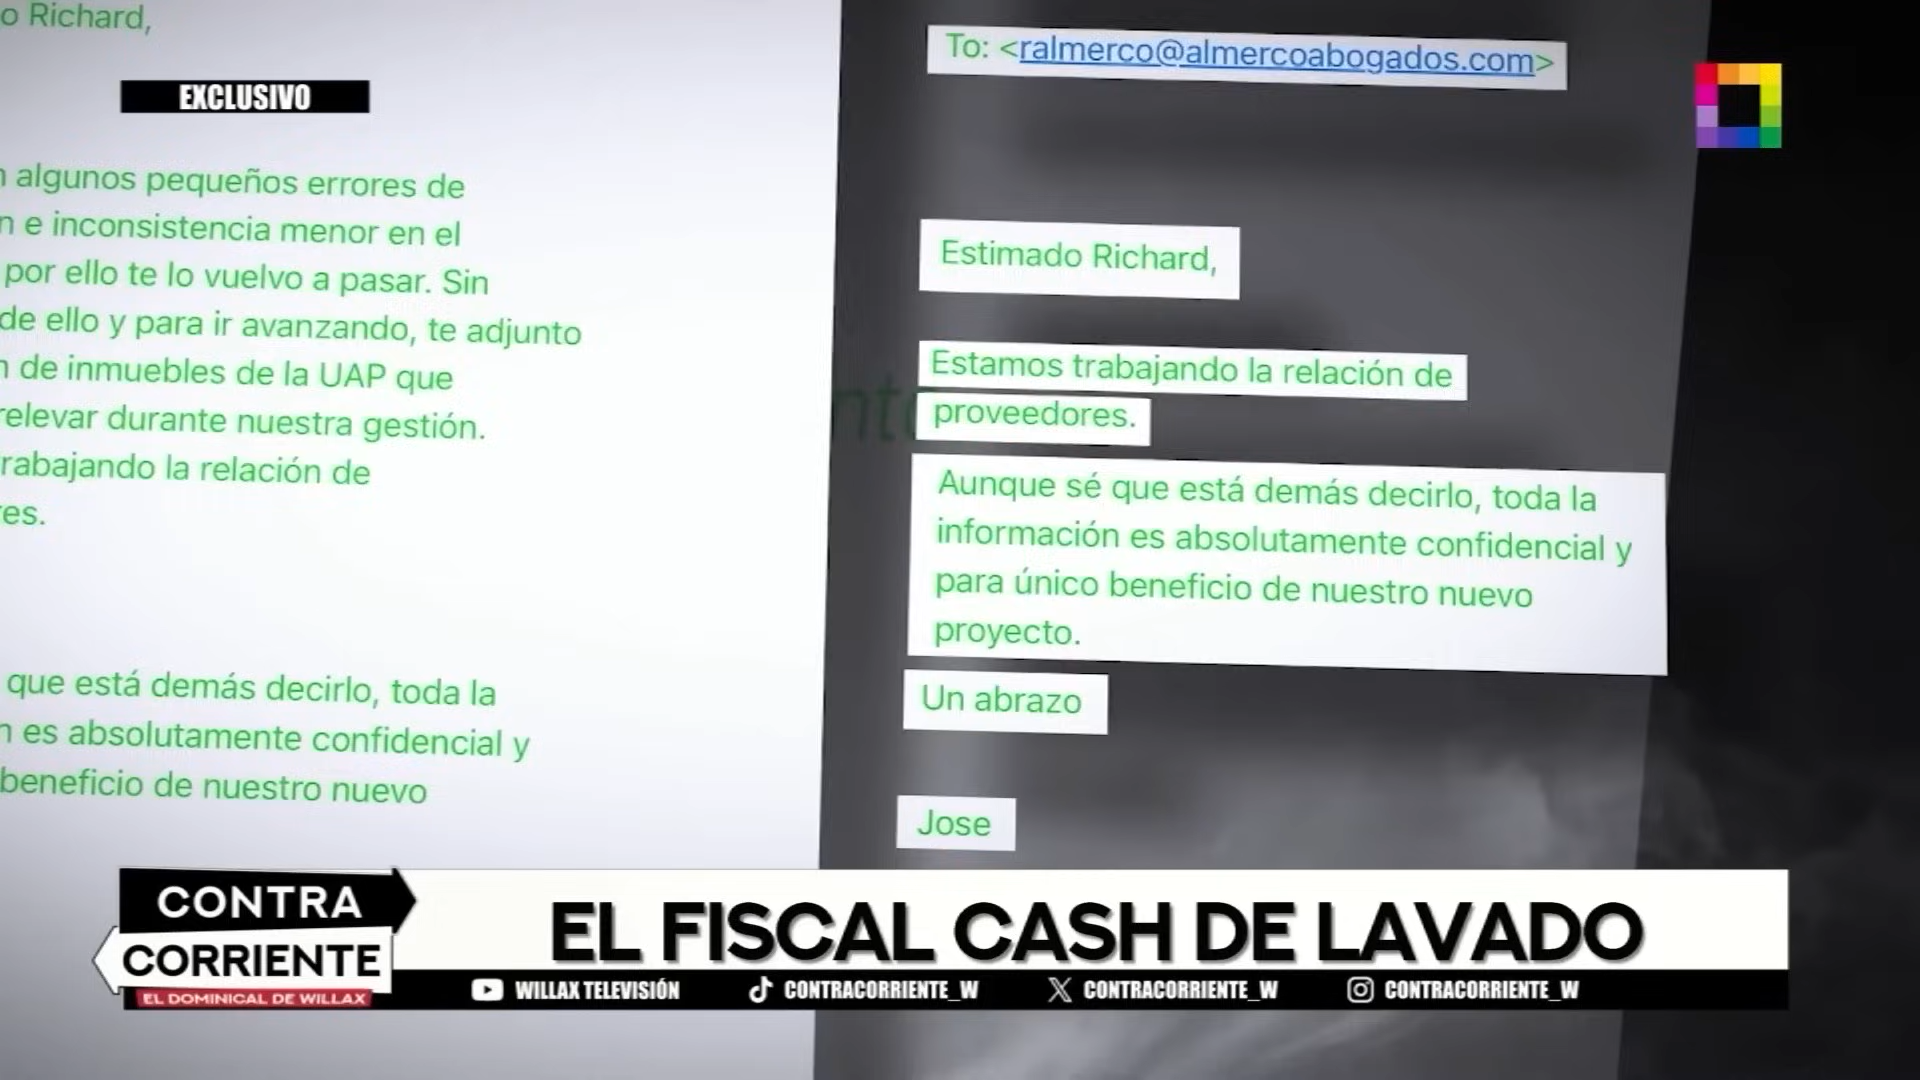 o Richard,
EXCLUSIVO
algunos pequeños errores de
n e inconsistencia menor en el
por ello te lo vuelvo a pasar. Sin
de ello y para ir avanzando, te adjunto
n de inmuebles de la UAP que
relevar durante nuestra gestión.
rabajando la relación de
es.
que está demás decirlo, toda la
n es absolutamente confidencial y
beneficio de nuestro nuevo
To: <ralmerco@almercoabogados.com>
Estimado Richard,
Estamos trabajando la relación de
proveedores.
Aunque sé que está demás decirlo, toda la
información es absolutamente confidencial y
para único beneficio de nuestro nuevo
proyecto.
Un abrazo
Jose
CONTRA
CORRIENTE
EL DOMINICAL DE WILLAX
EL FISCAL CASH DE LAVADO
WILLAX TELEVISIÓN CONTRACORRIENTE_W CONTRACORRIENTE_W CONTRACORRIENTE_W